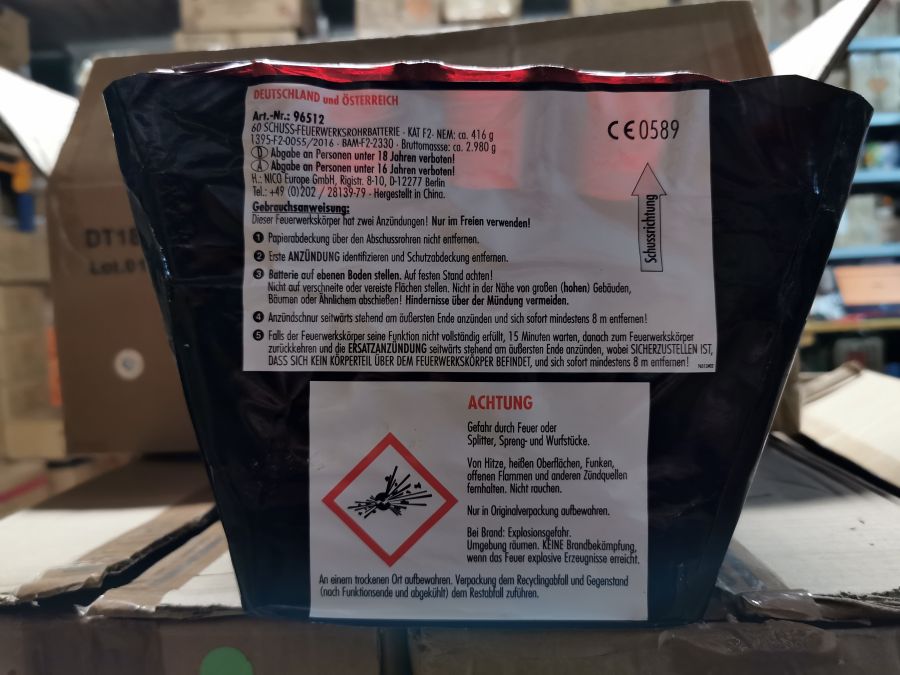 DEUTSCHLAND und ÖSTERREICH
Art.-Nr.: 96512
60 SCHUSS-FEUERWERKSROHRBATTERIE · KAT F2 · NEM: ca. 416 g
1395-F2-0055/2016 · BAM-F2-2330 · Bruttomassse: ca. 2.980 g
D Abgabe an Personen unter 18 Jahren verboten!
A Abgabe an Personen unter 16 Jahren verboten!
H.: NICO Europe GmbH, Rigistr. 8-10, D-12277 Berlin
Tel.: +49 (0)202 / 28139-79 · Hergestellt in China.
CE 0589
Schussrichtung
Gebrauchsanweisung:
Dieser Feuerwerkskörper hat zwei Anzündungen! Nur im Freien verwenden!
1 Papierabdeckung über den Abschussrohren nicht entfernen.
2 Erste ANZÜNDUNG identifizieren und Schutzabdeckung entfernen.
3 Batterie auf ebenen Boden stellen. Auf festen Stand achten!
Nicht auf verschneite oder vereiste Flächen stellen. Nicht in der Nähe von großen (hohen) Gebäuden,
Bäumen oder Ähnlichem abschießen! Hindernisse über der Mündung vermeiden.
4 Anzündschnur seitwärts stehend am äußersten Ende anzünden und sich sofort mindestens 8 m entfernen!
5 Falls der Feuerwerkskörper seine Funktion nicht vollständig erfüllt, 15 Minuten warten, danach zum Feuerwerkskörper
zurückkehren und die ERSATZANZÜNDUNG seitwärts stehend am äußersten Ende anzünden, wobei SICHERZUSTELLEN IST,
DASS SICH KEIN KÖRPERTEIL ÜBER DEM FEUERWERKSKÖRPER BEFINDET, und sich sofort mindestens 8 m entfernen!
ACHTUNG
Gefahr durch Feuer oder
Splitter, Spreng- und Wurfstücke.
Von Hitze, heißen Oberflächen, Funken,
offenen Flammen und anderen Zündquellen
fernhalten. Nicht rauchen.
Nur in Originalverpackung aufbewahren.
Bei Brand: Explosionsgefahr.
Umgebung räumen. KEINE Brandbekämpfung,
wenn das Feuer explosive Erzeugnisse erreicht.
An einem trockenen Ort aufbewahren. Verpackung dem Recyclingabfall und Gegenstand
(nach Funktionsende und abgekühlt) dem Restabfall zuführen.